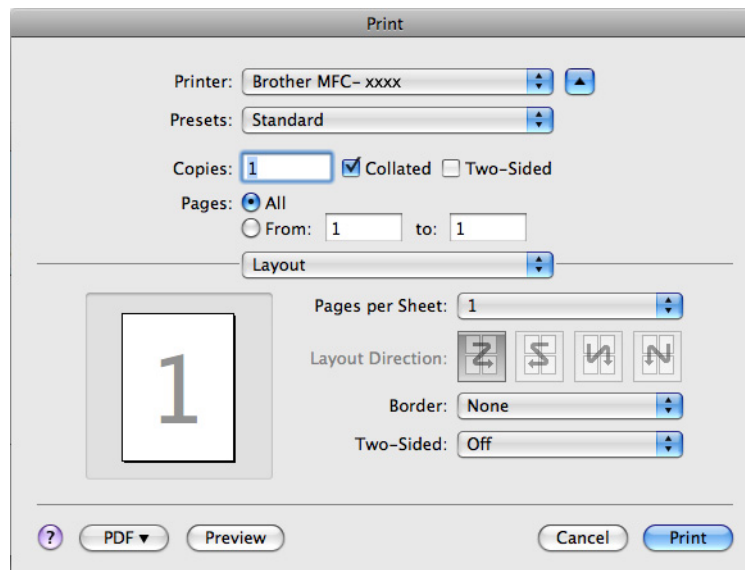 Print
Printer: Brother MFC- xxxx
Presets: Standard
Copies: 1 Collated Two-Sided
Pages: All
From: 1 to: 1
Layout
Pages per Sheet: 1
1
Layout Direction:
Border: None
Two-Sided: Off
? PDF▼ Preview Cancel Print